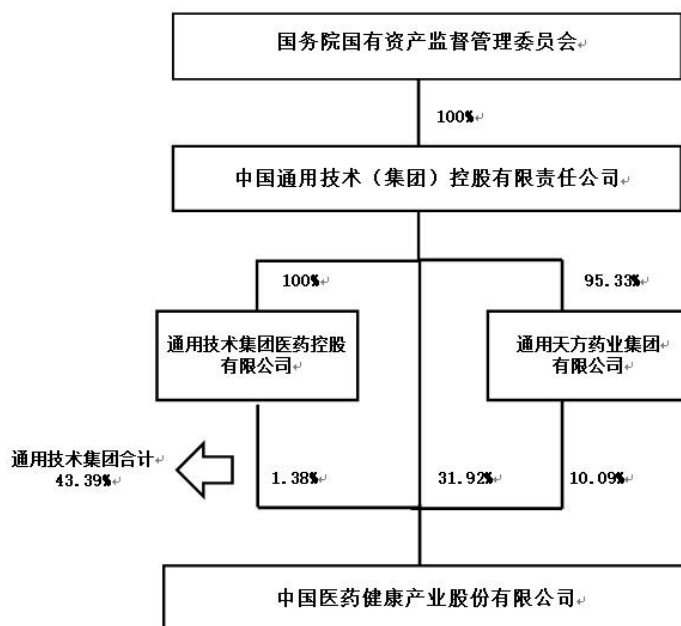 国务院国有资产监督管理委员会
100%
中国通用技术（集团）控股有限责任公司
100%
95.33%
通用技术集团医药控股
有限公司
通用天方药业集团
有限公司
通用技术集团合计
43.39%
1.38%
31.92%
10.09%
中国医药健康产业股份有限公司